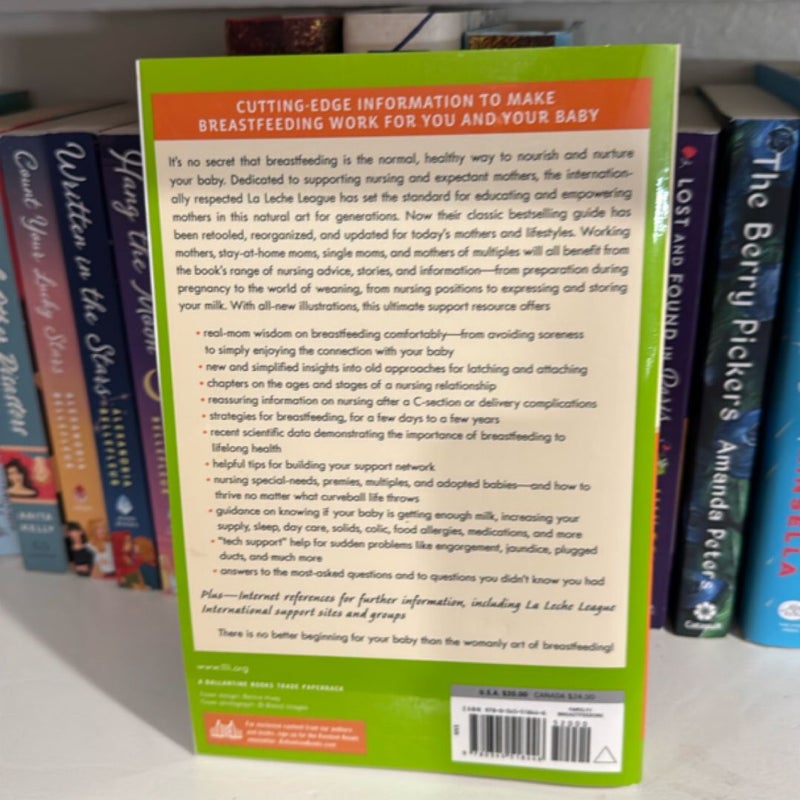 CUTTING-EDGE INFORMATION TO MAKE
BREASTFEEDING WORK FOR YOU AND YOUR BABY
It's no secret that breastfeeding is the normal, healthy way to nourish and nurture
your baby. Dedicated to supporting nursing and expectant mothers, the internation-
ally respected La Leche League has set the standard for educating and empowering
mothers in this natural art for generations. Now their classic bestselling guide has
been retooled, reorganized, and updated for today's mothers and lifestyles. Working
mothers, stay-at-home moms, single moms, and mothers of multiples will all benefit from
the book's range of nursing advice, stories, and information—from preparation during
pregnancy to the world of weaning, from nursing positions to expressing and storing
your milk. With all-new illustrations, this ultimate support resource offers
• real-mom wisdom on breastfeeding comfortably—from avoiding soreness
to simply enjoying the connection with your baby
• new and simplified insights into old approaches for latching and attaching
• chapters on the ages and stages of a nursing relationship
• reassuring information on nursing after a C-section or delivery complications
• strategies for breastfeeding, for a few days to a few years
• recent scientific data demonstrating the importance of breastfeeding to
lifelong health
• helpful tips for building your support network
• nursing special-needs, premies, multiples, and adopted babies—and how to
thrive no matter what curveball life throws
• guidance on knowing if your baby is getting enough milk, increasing your
supply, sleep, day care, solids, colic, food allergies, medications, and more
• "tech support" help for sudden problems like engorgement, jaundice, plugged
ducts, and much more
• answers to the most-asked questions and to questions you didn't know you had
Plus—Internet references for further information, including La Leche League
International support sites and groups
There is no better beginning for your baby than the womanly art of breastfeeding!
www.llli.org
A BALLANTINE BOOKS TRADE PAPERBACK
U.S.A. $20.00 CANADA $24.00
52000
Count Your Lucky Stars
Written in the Stars
ALEXANDRIA
BELLEFLEUR
Hang the Moon
LOST AND FOUND IN Paris
The Berry Pickers Amanda Peters
Catapult